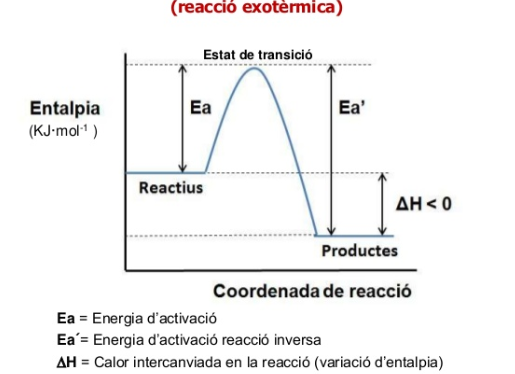 (reacció exotèrmica)
Estat de transició
Entalpia
(KJ·mol⁻¹ )
Ea
Ea’
Reactius
ΔH < 0
Productes
Coordenada de reacció
Ea = Energia d’activació
Ea´= Energia d’activació reacció inversa
ΔH = Calor intercanviada en la reacció (variació d’entalpia)